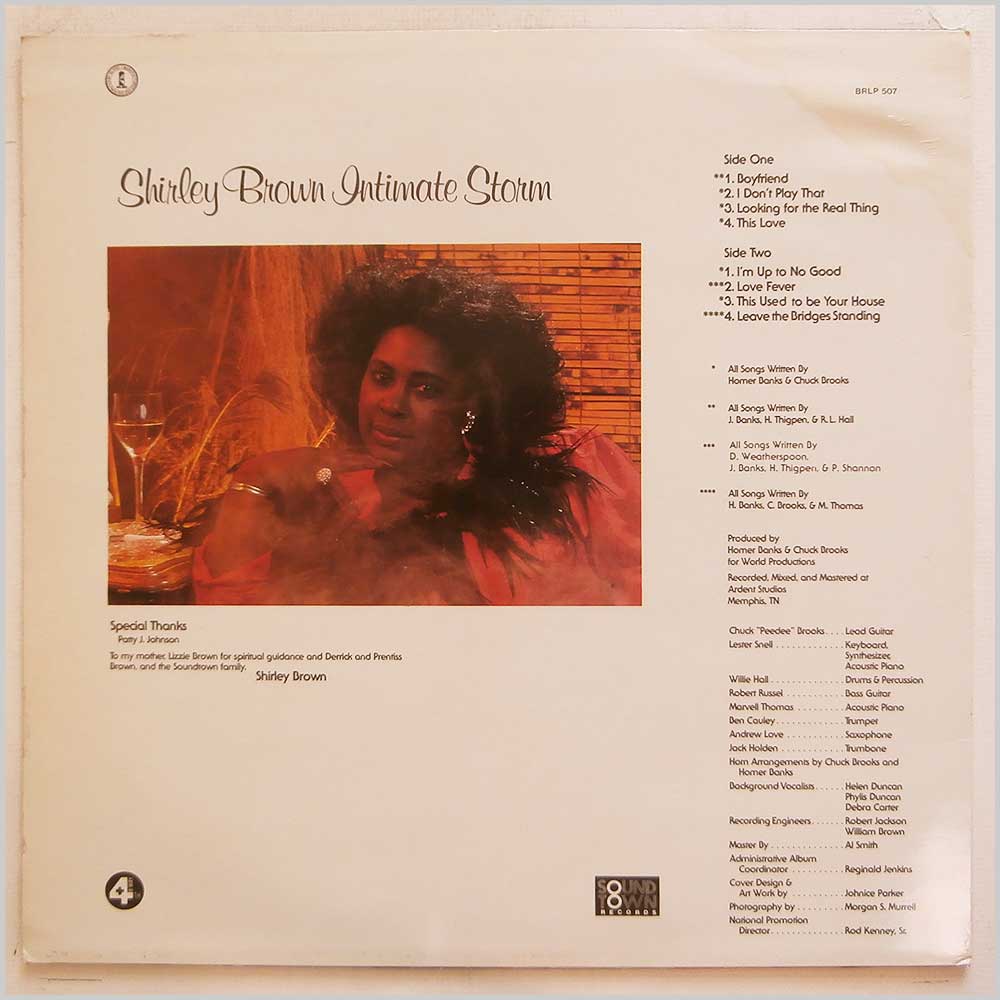 BRLP 507
Shirley Brown Intimate Storm
Side One
**1. Boyfriend
*2. I Don't Play That
*3. Looking for the Real Thing
*4. This Love
Side Two
*1. I'm Up to No Good
***2. Love Fever
*3. This Used to be Your House
****4. Leave the Bridges Standing
* All Songs Written By
Homer Banks & Chuck Brooks
** All Songs Written By
J. Banks, H. Thigpen, & R.L. Hall
*** All Songs Written By
D. Weatherspoon,
J. Banks, H. Thigpen, & P. Shannon
**** All Songs Written By
H. Banks, C. Brooks, & M. Thomas
Produced by
Homer Banks & Chuck Brooks
for World Productions
Recorded, Mixed, and Mastered at
Ardent Studios
Memphis, TN
Special Thanks
Patty J. Johnson
To my mother, Lizzie Brown for spiritual guidance and Derrick and Prentiss
Brown, and the Soundtown family.
Shirley Brown
Chuck "Peedee" Brooks.... Lead Guitar
Lester Snell ............ Keyboard,
Synthesizer,
Acoustic Piano
Willie Hall ............. Drums & Percussion
Robert Russel ........... Bass Guitar
Marvell Thomas ......... Acoustic Piano
Ben Cauley ............. Trumpet
Andrew Love ........... Saxophone
Jack Holden ............ Trumbone
Horn Arrangements by Chuck Brooks and
Homer Banks
Background Vocalists...... Helen Duncan
Phylis Duncan
Debra Carter
Recording Engineers....... Robert Jackson
William Brown
Master By .............. Al Smith
Administrative Album
Coordinator .......... Reginald Jenkins
Cover Design &
Art Work by .......... Johnice Parker
Photography by ......... Morgan S. Murrell
National Promotion
Director............... Rod Kenney, Sr.
4
SOUND
TOWN
RECORDS